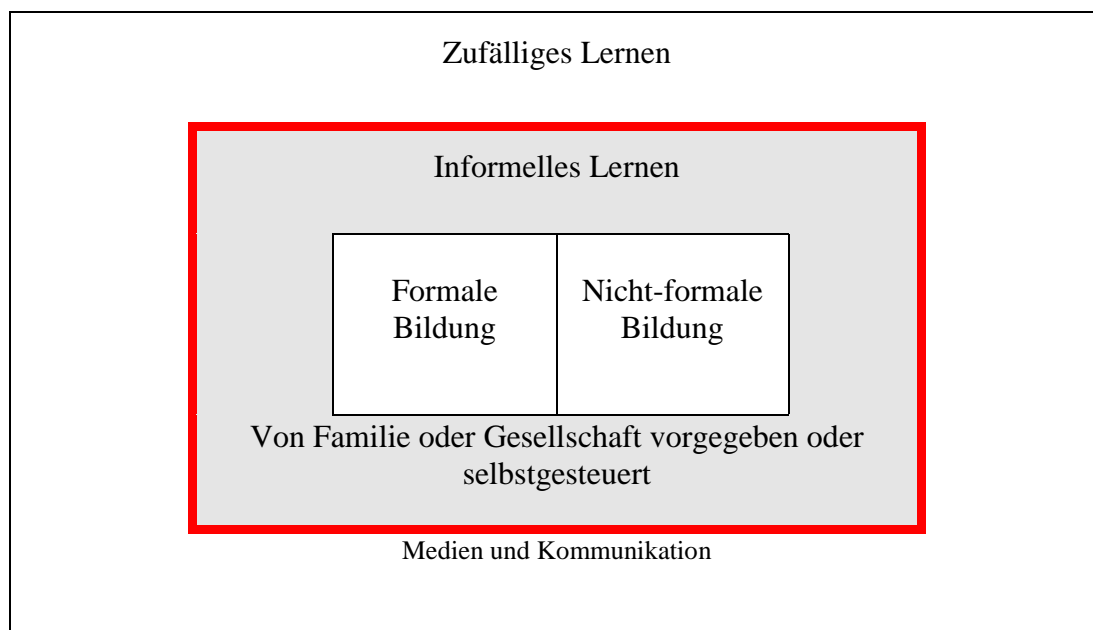 Zufälliges Lernen
Informelles Lernen
Formale
Bildung
Nicht-formale
Bildung
Von Familie oder Gesellschaft vorgegeben oder
selbstgesteuert
Medien und Kommunikation